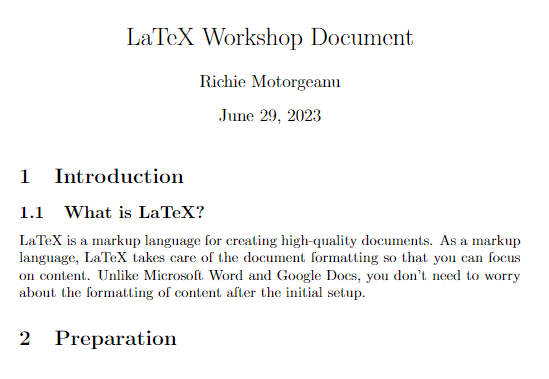 LaTeX Workshop Document
Richie Motorgeanu
June 29, 2023
1 Introduction
1.1 What is LaTeX?
LaTeX is a markup language for creating high-quality documents. As a markup
language, LaTeX takes care of the document formatting so that you can focus
on content. Unlike Microsoft Word and Google Docs, you don't need to worry
about the formatting of content after the initial setup.
2 Preparation